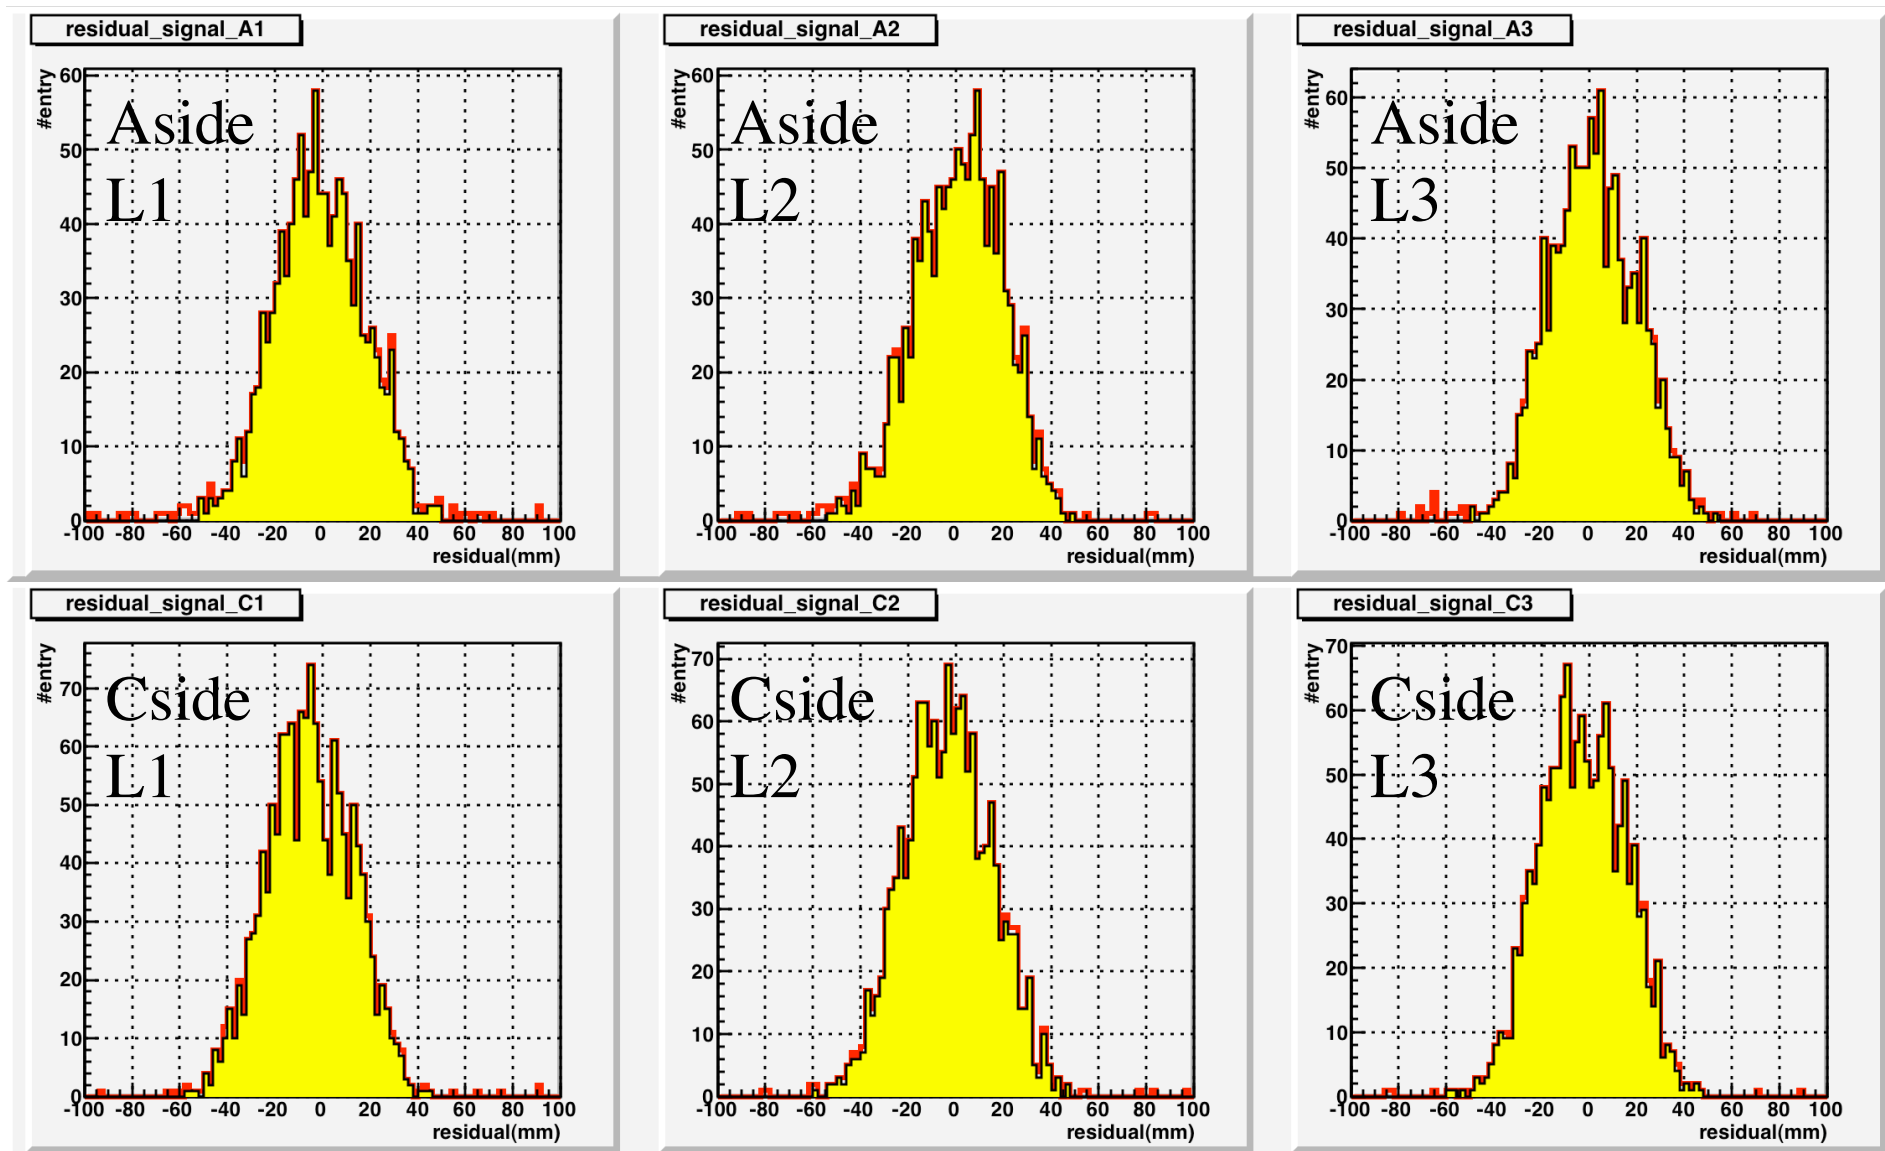 residual_signal_A1
#entry
60
50
40
30
20
10
0
Aside
L1
-100 -80 -60 -40 -20 0 20 40 60 80 100
residual(mm)
residual_signal_A2
#entry
60
50
40
30
20
10
0
Aside
L2
-100 -80 -60 -40 -20 0 20 40 60 80 100
residual(mm)
residual_signal_A3
#entry
60
50
40
30
20
10
0
Aside
L3
-100 -80 -60 -40 -20 0 20 40 60 80 100
residual(mm)
residual_signal_C1
#entry
70
60
50
40
30
20
10
0
Cside
L1
-100 -80 -60 -40 -20 0 20 40 60 80 100
residual(mm)
residual_signal_C2
#entry
70
60
50
40
30
20
10
0
Cside
L2
-100 -80 -60 -40 -20 0 20 40 60 80 100
residual(mm)
residual_signal_C3
#entry
70
60
50
40
30
20
10
0
Cside
L3
-100 -80 -60 -40 -20 0 20 40 60 80 100
residual(mm)